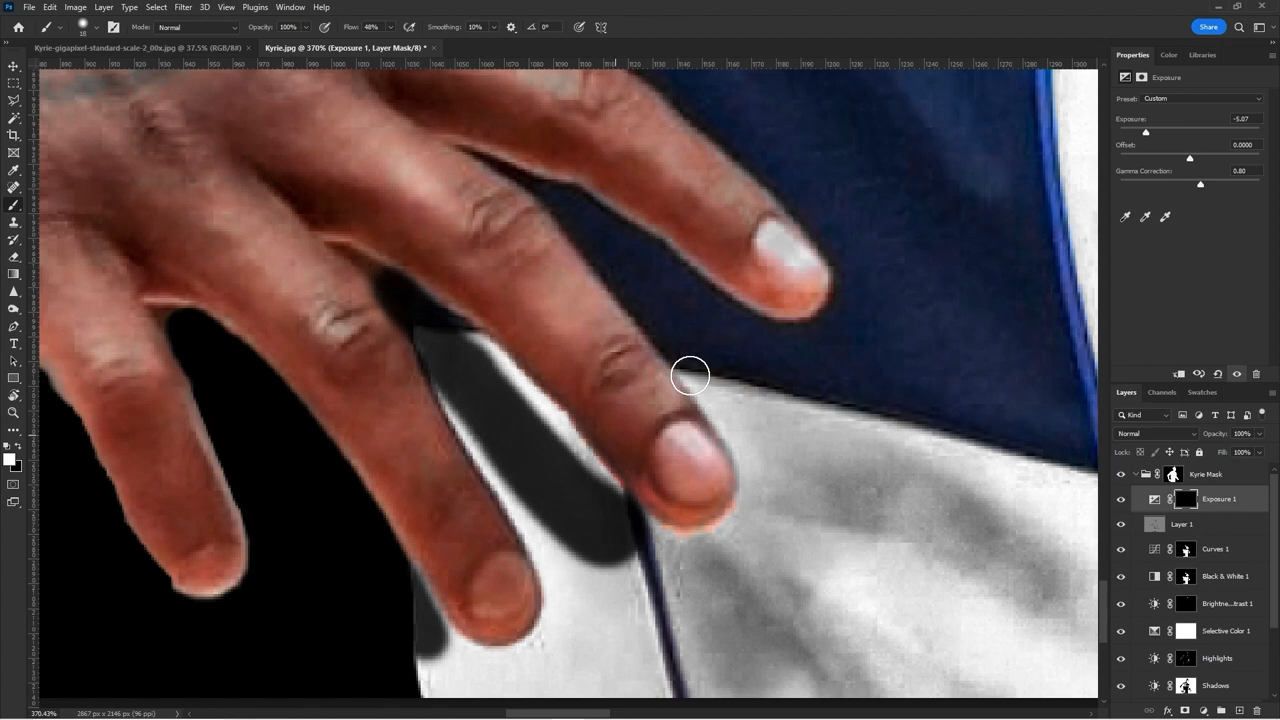 File Edit Image Layer Type Select Filter 3D View Plugins Window Help
18 Mode: Normal Opacity: 100% Flow: 48% Smoothing: 10% 0° Share
Kyrie-gigapixel-standard-scale-2_00x.jpg @ 37.5% (RGB/8#) × Kyrie.jpg @ 370% (Exposure 1, Layer Mask/8) * ×
Properties Color Libraries
Exposure
Preset: Custom
Exposure: -5.07
Offset: 0.0000
Gamma Correction: 0.80
Layers Channels Swatches
Kind
Normal Opacity: 100%
Lock: Fill: 100%
Kyrie Mask
Exposure 1
Layer 1
Curves 1
Black & White 1
Brightne...trast 1
Selective Color 1
Highlights
Shadows
370.43% 2867 px x 2146 px (96 ppi)